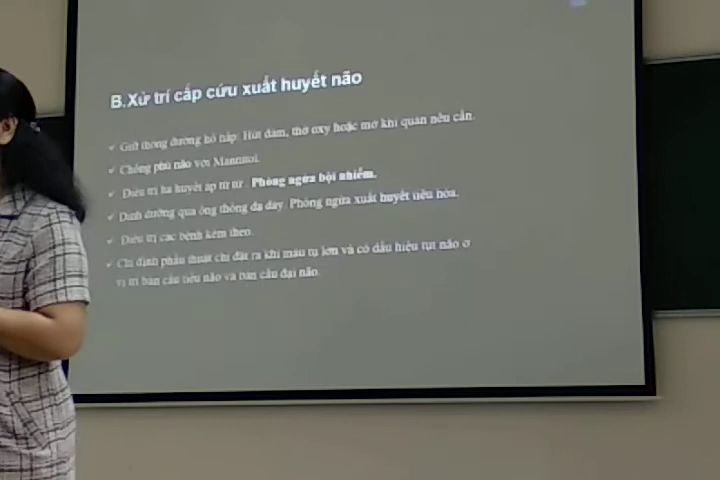 B.Xử trí cấp cứu xuất huyết não
✓ Giữ thông đường hô hấp: Hút đàm, thở oxy hoặc mở khí quản nếu cần.
✓ Chống phù não với Mannitol.
✓ Điều trị hạ huyết áp từ từ. Phòng ngừa bội nhiễm.
✓ Dinh dưỡng qua ống thông dạ dày. Phòng ngừa xuất huyết tiêu hóa.
✓ Điều trị các bệnh kèm theo.
✓ Chỉ định phẫu thuật chỉ đặt ra khi máu tụ lớn và có dấu hiệu tụt não ở
vị trí bán cầu tiểu não và bán cầu đại não.